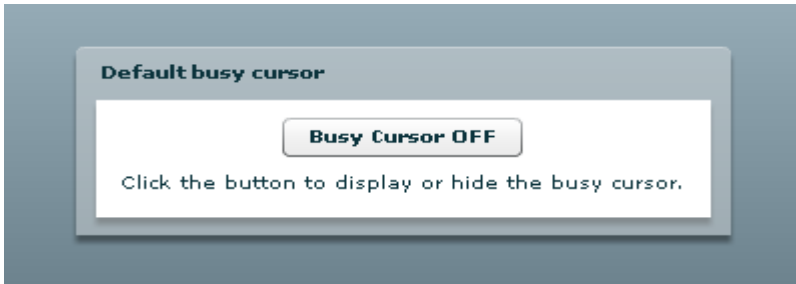 Default busy cursor
Busy Cursor OFF
Click the button to display or hide the busy cursor.